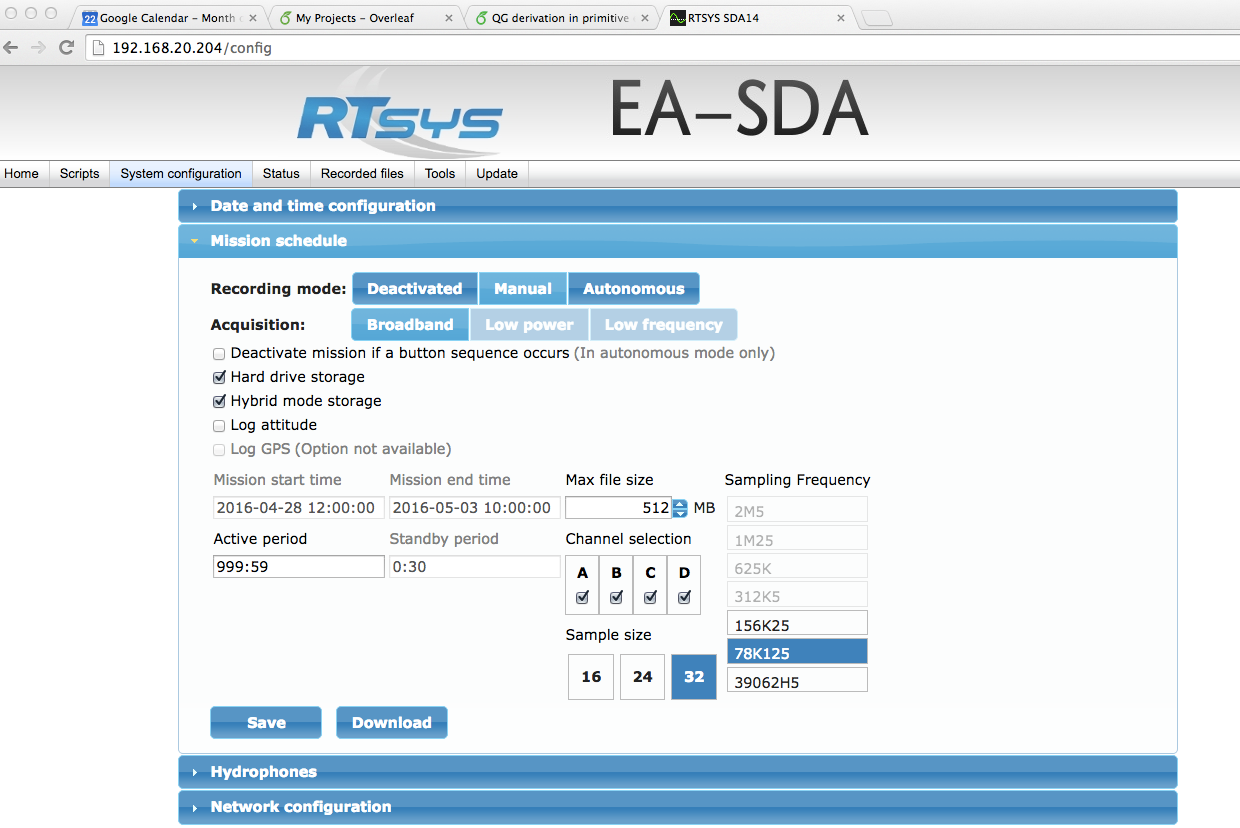 22 Google Calendar - Month
My Projects - Overleaf
QG derivation in primitive
RTSYS SDA14
192.168.20.204/config
RTSYS
EA-SDA
Home Scripts System configuration Status Recorded files Tools Update
Date and time configuration
Mission schedule
Recording mode: Deactivated Manual Autonomous
Acquisition: Broadband Low power Low frequency
Deactivate mission if a button sequence occurs (In autonomous mode only)
Hard drive storage
Hybrid mode storage
Log attitude
Log GPS (Option not available)
Mission start time Mission end time Max file size Sampling Frequency
2016-04-28 12:00:00 2016-05-03 10:00:00 512 MB 2M5
Active period Standby period Channel selection 1M25
999:59 0:30 A B C D 625K
312K5
156K25
Sample size 78K125
16 24 32 39062H5
Save Download
Hydrophones
Network configuration